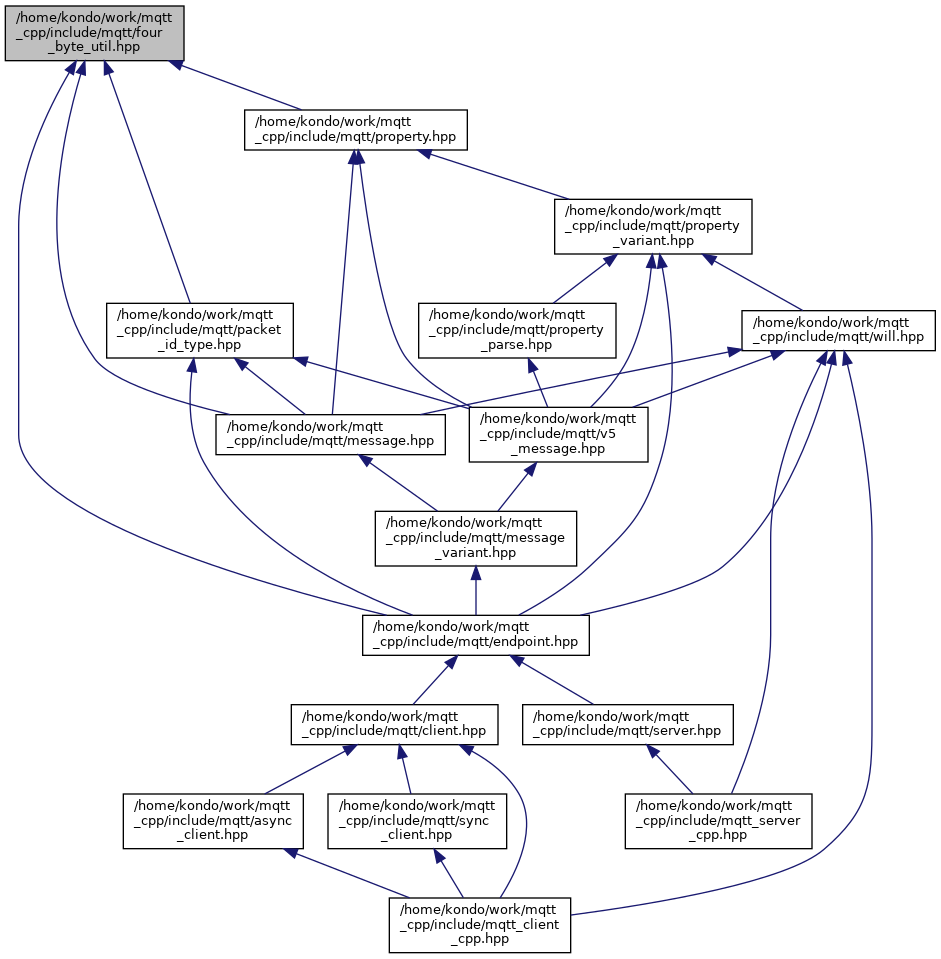 /home/kondo/work/mqtt
_cpp/include/mqtt/four
_byte_util.hpp
/home/kondo/work/mqtt
_cpp/include/mqtt/property.hpp
/home/kondo/work/mqtt
_cpp/include/mqtt/property
_variant.hpp
/home/kondo/work/mqtt
_cpp/include/mqtt/packet
_id_type.hpp
/home/kondo/work/mqtt
_cpp/include/mqtt/property
_parse.hpp
/home/kondo/work/mqtt
_cpp/include/mqtt/will.hpp
/home/kondo/work/mqtt
_cpp/include/mqtt/message.hpp
/home/kondo/work/mqtt
_cpp/include/mqtt/v5
_message.hpp
/home/kondo/work/mqtt
_cpp/include/mqtt/message
_variant.hpp
/home/kondo/work/mqtt
_cpp/include/mqtt/endpoint.hpp
/home/kondo/work/mqtt
_cpp/include/mqtt/client.hpp
/home/kondo/work/mqtt
_cpp/include/mqtt/server.hpp
/home/kondo/work/mqtt
_cpp/include/mqtt/async
_client.hpp
/home/kondo/work/mqtt
_cpp/include/mqtt/sync
_client.hpp
/home/kondo/work/mqtt
_cpp/include/mqtt_server
_cpp.hpp
/home/kondo/work/mqtt
_cpp/include/mqtt_client
_cpp.hpp